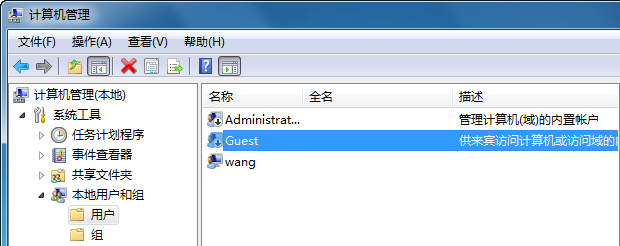 计算机管理
文件(F) 操作(A) 查看(V) 帮助(H)
计算机管理(本地)
系统工具
任务计划程序
事件查看器
共享文件夹
本地用户和组
用户
组
名称 全名 描述
Administrat... 管理计算机(域)的内置帐户
Guest 供来宾访问计算机或访问域的内
wang